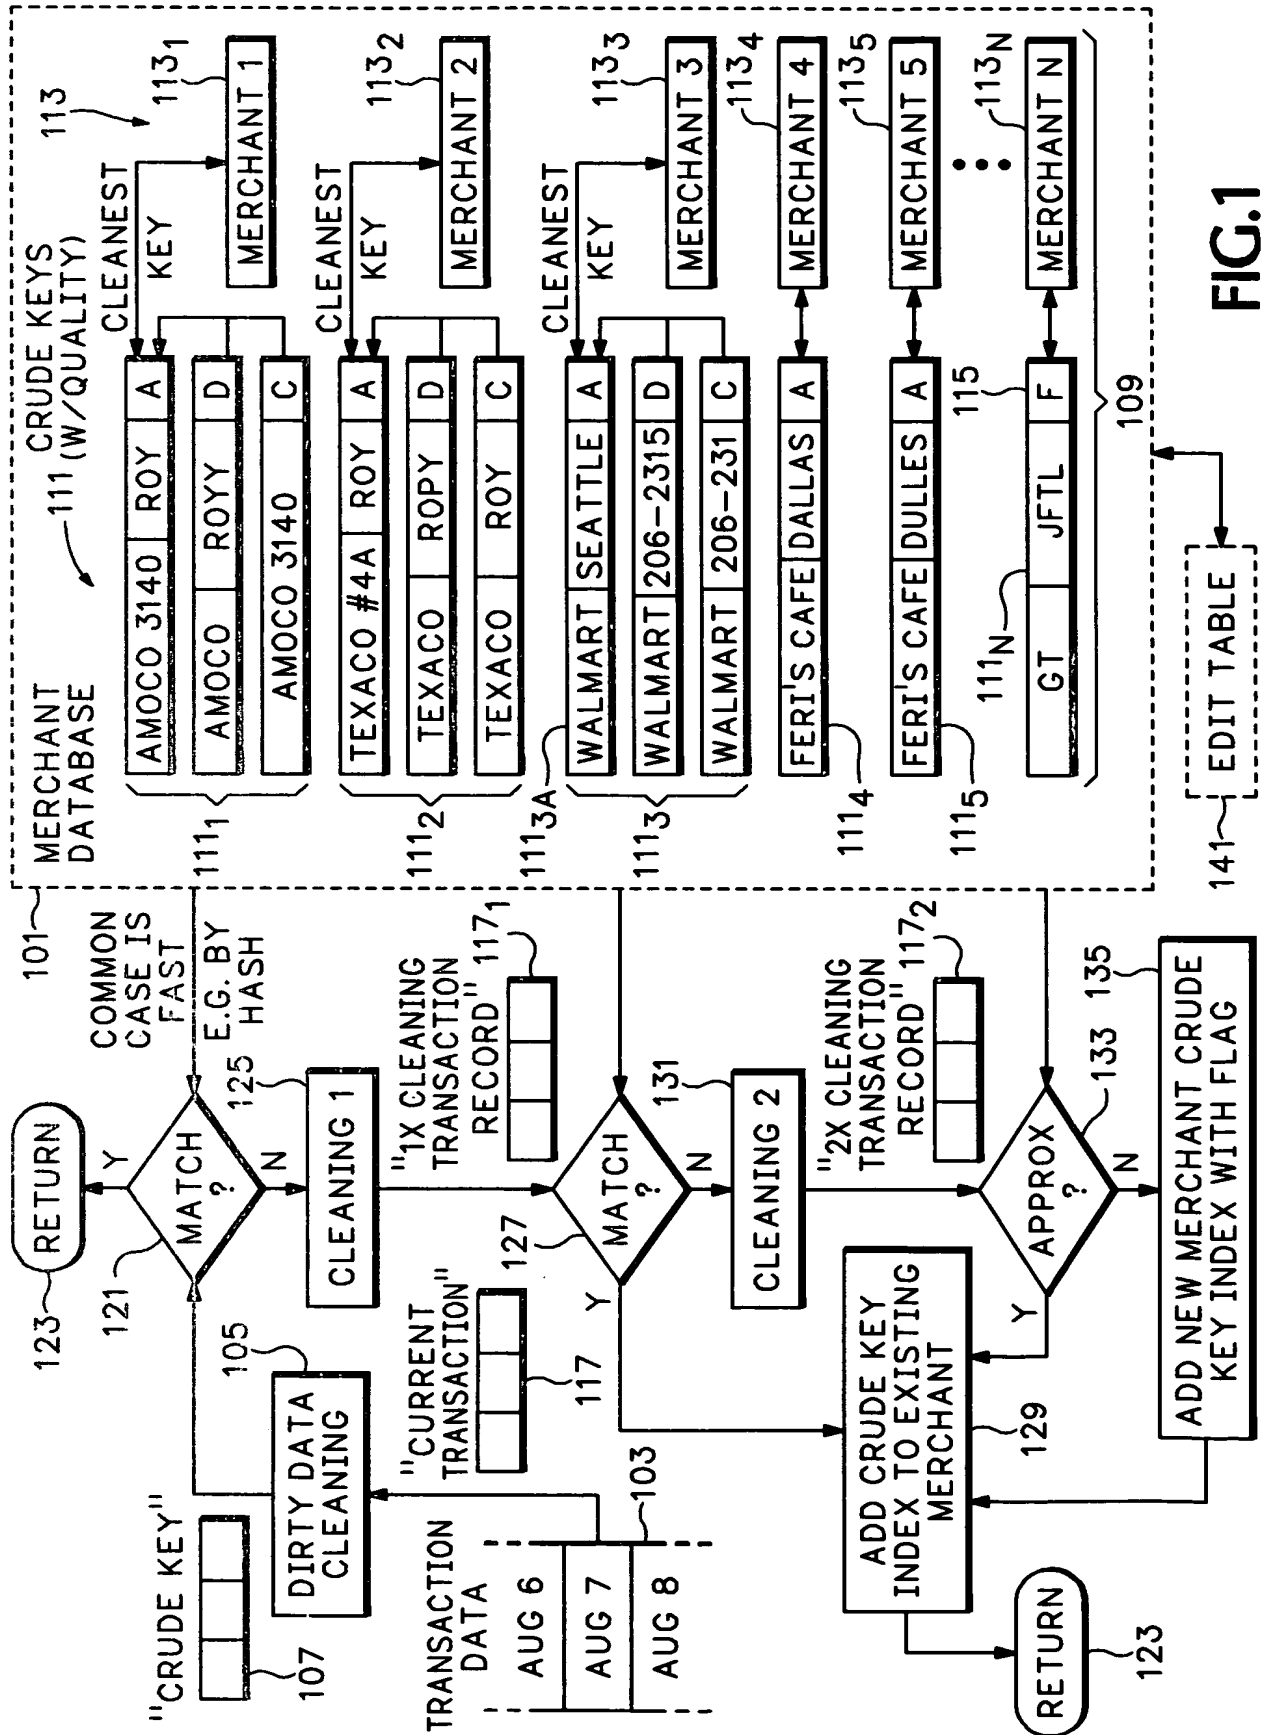 "CRUDE KEY"
107
TRANSACTION
DATA
AUG 6
AUG 7
AUG 8
103
DIRTY DATA
CLEANING
105
"CURRENT
TRANSACTION"
117
123
RETURN
Y
121
MATCH
?
N
COMMON
CASE IS
FAST
E.G. BY
HASH
125
CLEANING 1
"1X CLEANING
TRANSACTION
RECORD"
117₁
127
MATCH
?
Y
N
131
CLEANING 2
"2X CLEANING
TRANSACTION
RECORD"
117₂
133
APPROX
?
Y
N
ADD CRUDE KEY
INDEX TO EXISTING
MERCHANT
129
RETURN
123
135
ADD NEW MERCHANT CRUDE
KEY INDEX WITH FLAG
101
MERCHANT
DATABASE
111
CRUDE KEYS
(W/QUALITY)
113
111₁
AMOCO 3140 ROY A
AMOCO ROYY D
AMOCO 3140 C
CLEANEST
KEY
MERCHANT 1
113₁
111₂
TEXACO #4A ROY A
TEXACO ROPY D
TEXACO ROY C
CLEANEST
KEY
MERCHANT 2
113₂
111₃A
111₃
WALMART SEATTLE A
WALMART 206-2315 D
WALMART 206-231 C
CLEANEST
KEY
MERCHANT 3
113₃
111₄
FERI'S CAFE DALLAS A
MERCHANT 4
113₄
111₅
FERI'S CAFE DULLES A
MERCHANT 5
113₅
111N
GT JFTL F
115
MERCHANT N
113N
109
141
EDIT TABLE
FIG.1